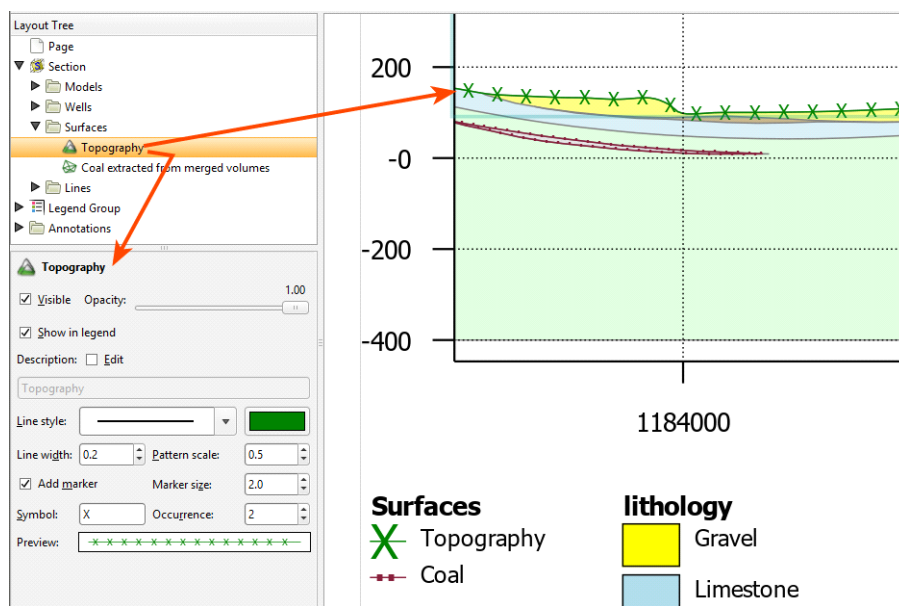 Layout Tree
Page
Section
Models
Wells
Surfaces
Topography
Coal extracted from merged volumes
Lines
Legend Group
Annotations
Topography
Visible Opacity: 1.00
Show in legend
Description: Edit
Topography
Line style:
Line width: 0.2 Pattern scale: 0.5
Add marker Marker size: 2.0
Symbol: X Occurrence: 2
Preview:
200
-0
-200
-400
1184000
Surfaces
Topography
Coal
lithology
Gravel
Limestone